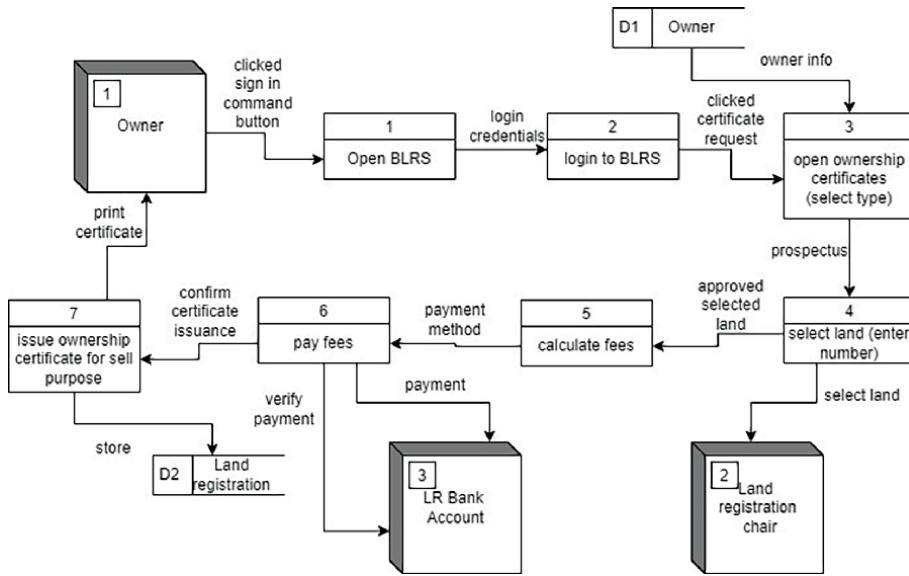 D1
Owner
owner info
1
Owner
clicked
sign in
command
button
1
Open BLRS
login
credentials
2
login to BLRS
clicked
certificate
request
3
open ownership
certificates
(select type)
print
certificate
prospectus
7
issue ownership
certificate for sell
purpose
confirm
certificate
issuance
6
pay fees
payment
method
5
calculate fees
approved
selected
land
4
select land (enter
number)
store
D2
Land
registration
verify
payment
payment
3
LR Bank
Account
select land
2
Land
registration
chair